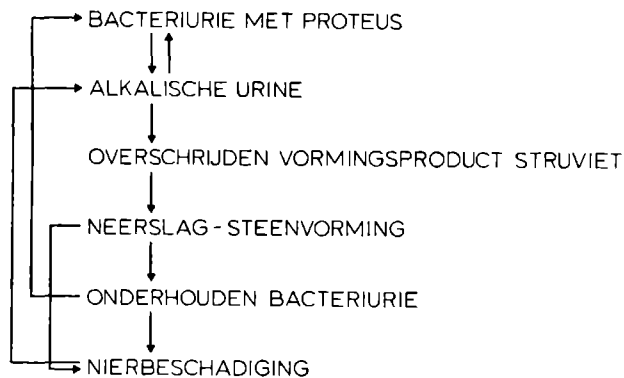 BACTERIURIE MET PROTEUS
ALKALISCHE URINE
OVERSCHRIJDEN VORMINGSPRODUCT STRUVIET
NEERSLAG - STEENVORMING
ONDERHOUDEN BACTERIURIE
NIERBESCHADIGING